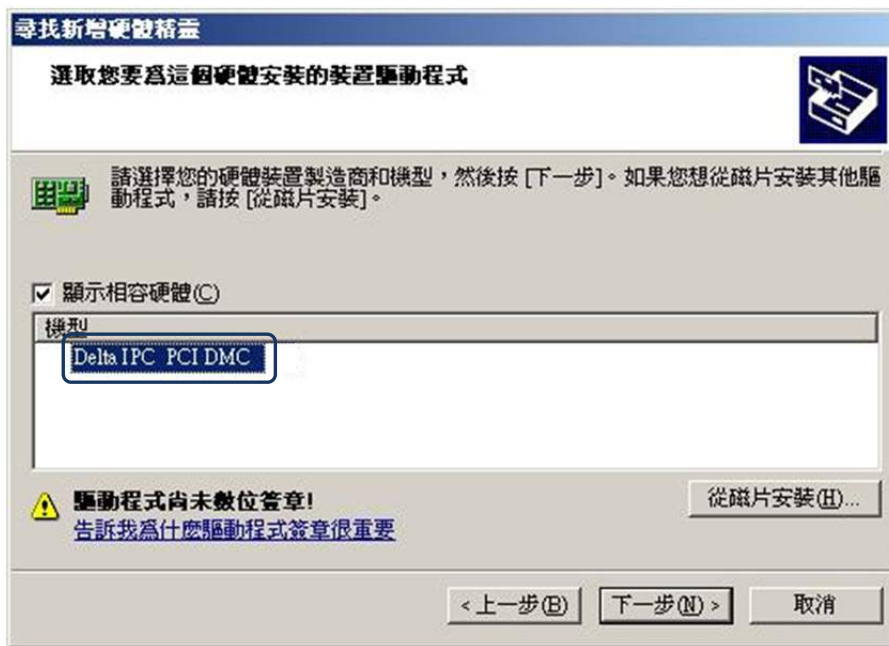 尋找新增硬體精靈
選取您要為這個硬體安裝的裝置驅動程式
請選擇您的硬體裝置製造商和機型，然後按 [下一步]。如果您想從磁片安裝其他驅
動程式，請按 [從磁片安裝]。
顯示相容硬體(C)
機型
Delta IPC PCI DMC
驅動程式尚未數位簽章!
告訴我為什麼驅動程式簽章很重要
從磁片安裝(H)...
< 上一步(B)
下一步(N) >
取消